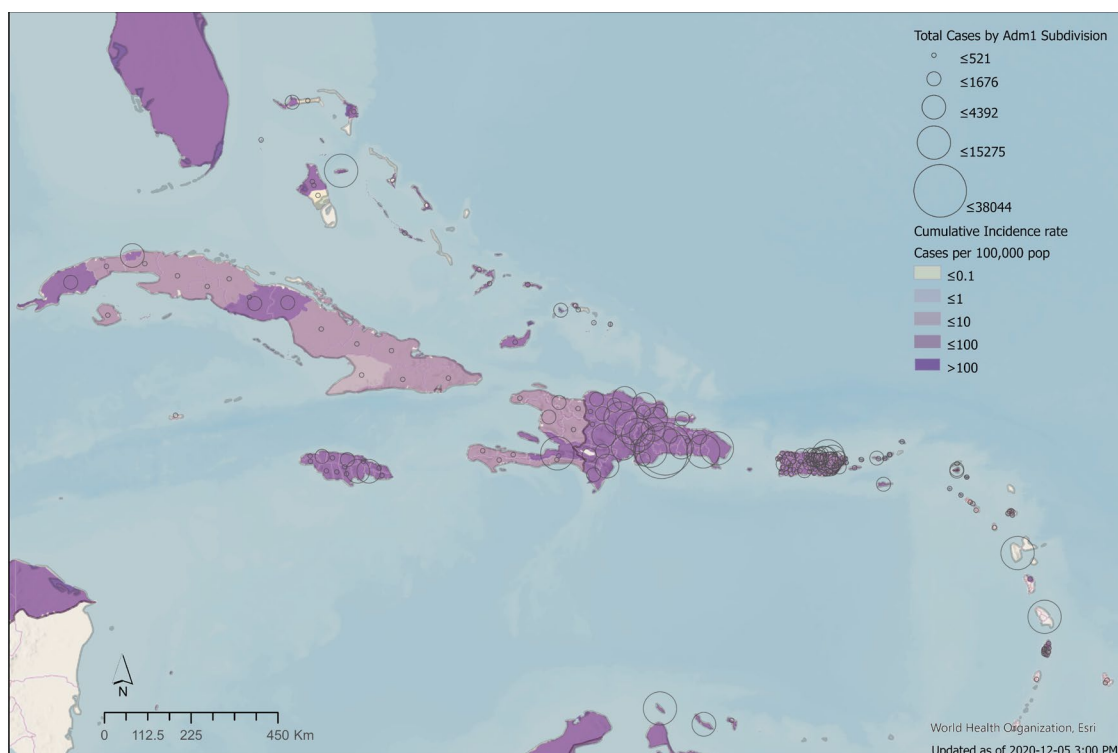 Total Cases by Adm1 Subdivision
≤521
≤1676
≤4392
≤15275
≤38044
Cumulative Incidence rate
Cases per 100,000 pop
≤0.1
≤1
≤10
≤100
>100
N
0 112.5 225 450 Km
World Health Organization, Esri
Updated as of 2020-12-05 3:00 PM